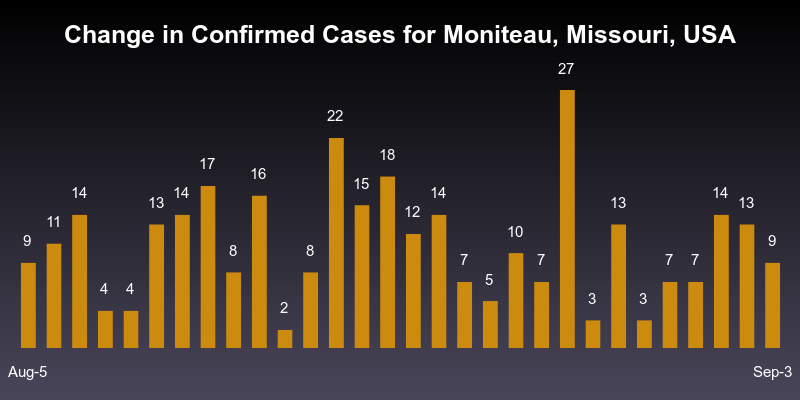 Change in Confirmed Cases for Moniteau, Missouri, USA
9 11 14 4 4 13 14 17 8 16 2 8 22 15 18 12 14 7 5 10 7 27 3 13 3 7 7 14 13 9
Aug-5 Sep-3